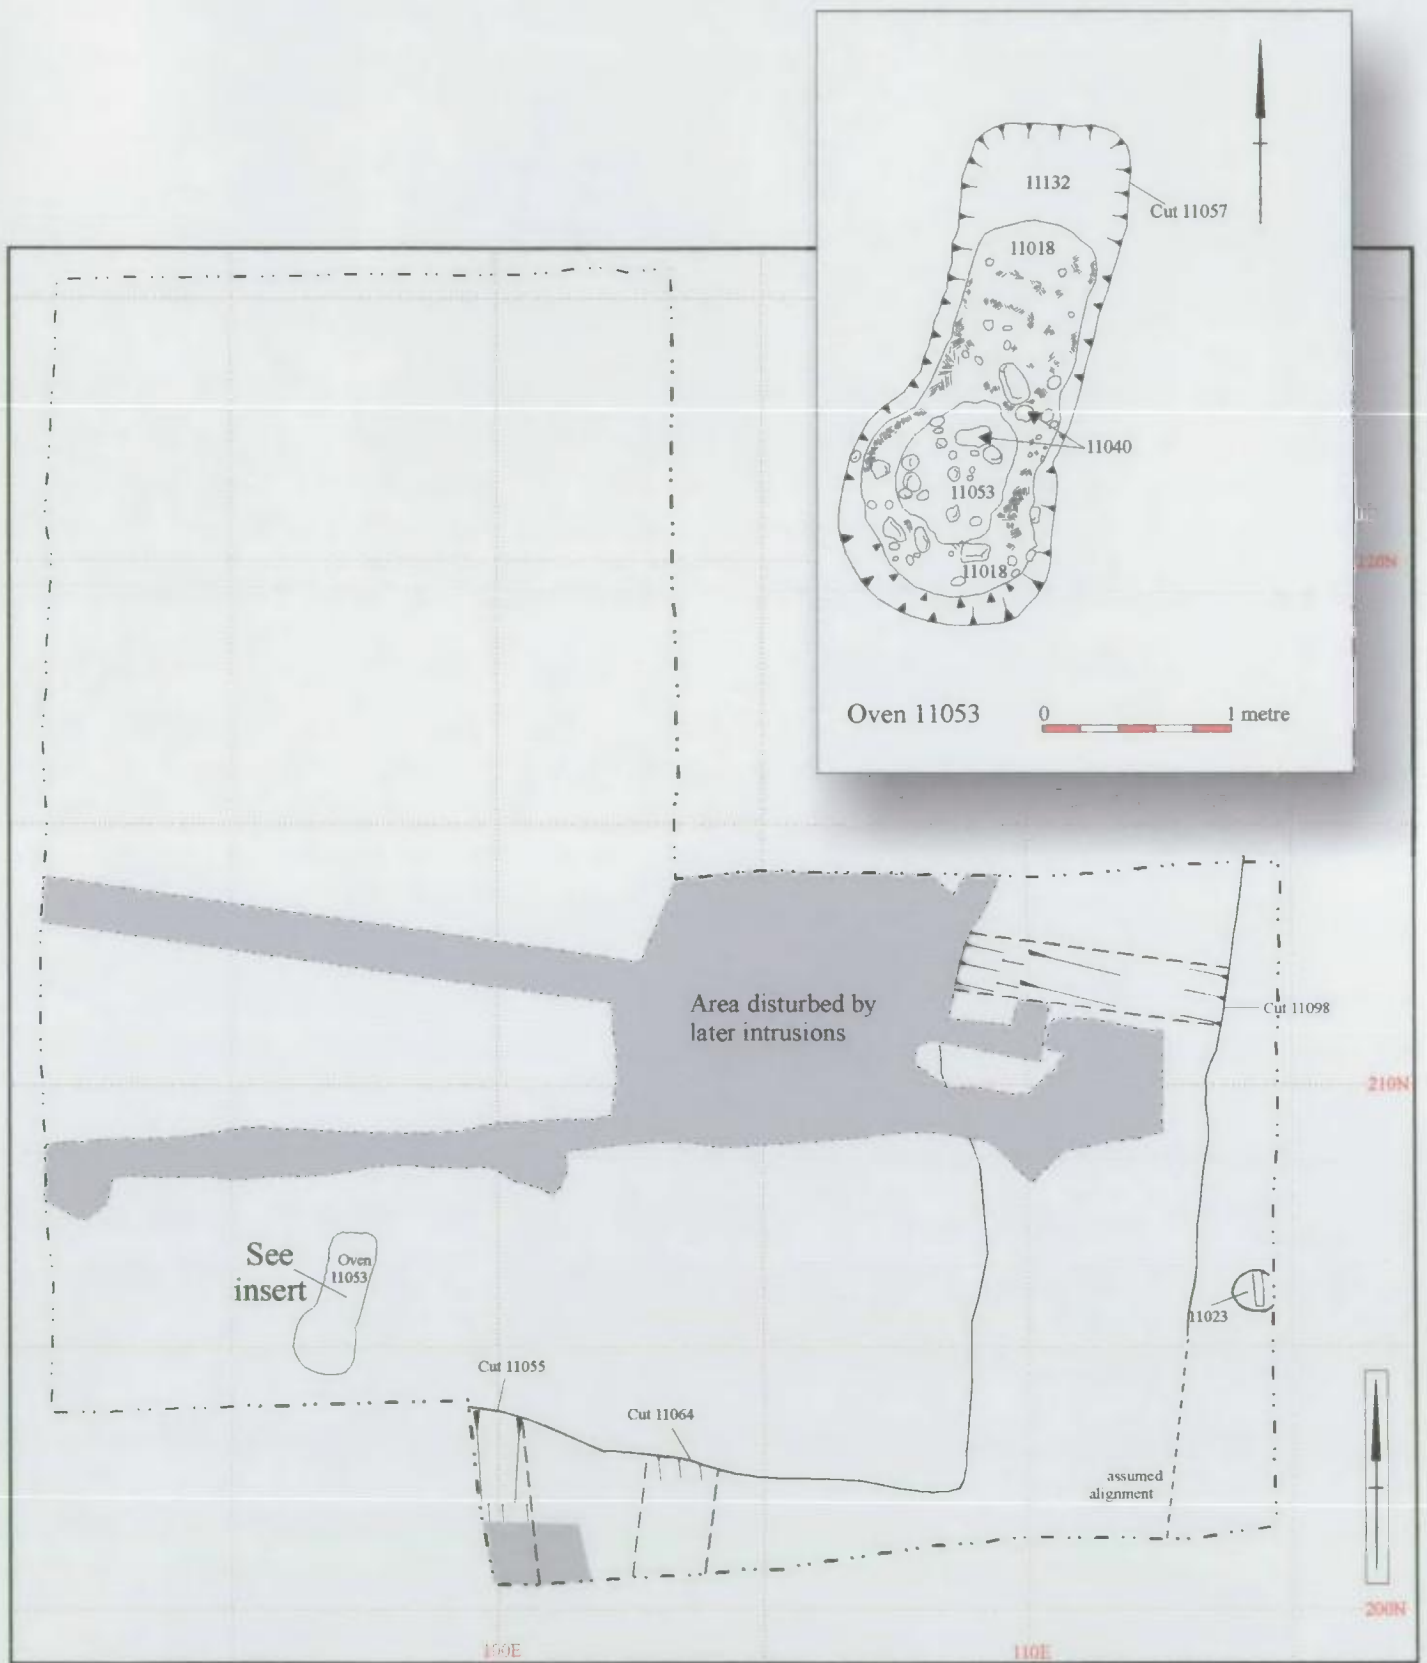 11132
Cut 11057
11018
11040
11053
11018
Oven 11053
0
1 metre
220N
Area disturbed by
later intrusions
Cut 11098
210N
See
insert
Oven
11053
11023
Cut 11055
Cut 11064
assumed
alignment
200N
100E
110E